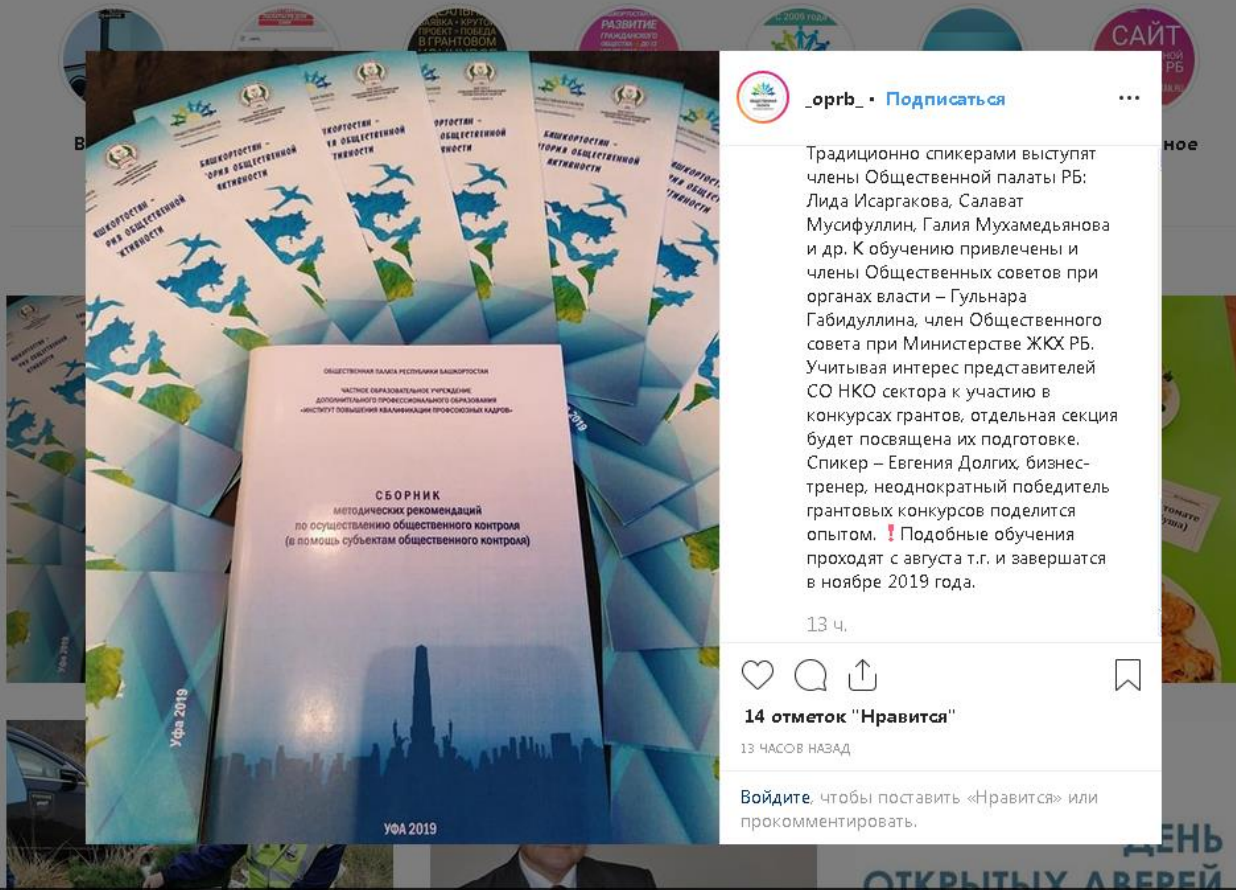 САЙТ
РАЗВИТИЕ
С 2009 года
В ГРАНТОВОМ
_oprb_ • Подписаться
Традиционно спикерами выступят
члены Общественной палаты РБ:
Лида Исаргакова, Салават
Мусифуллин, Галия Мухамедьянова
и др. К обучению привлечены и
члены Общественных советов при
органах власти – Гульнара
Габидуллина, член Общественного
совета при Министерстве ЖКХ РБ.
Учитывая интерес представителей
СО НКО сектора к участию в
конкурсах грантов, отдельная секция
будет посвящена их подготовке.
Спикер – Евгения Долгих, бизнес-
тренер, неоднократный победитель
грантовых конкурсов поделится
опытом. ❗Подобные обучения
проходят с августа т.г. и завершатся
в ноябре 2019 года.
13 ч.
14 отметок "Нравится"
13 ЧАСОВ НАЗАД
Войдите, чтобы поставить «Нравится» или
прокомментировать.
БАШКОРТОСТАН –
ТОРИЯ ОБЩЕСТВЕННОЙ
АКТИВНОСТИ
ОБЩЕСТВЕННАЯ ПАЛАТА РЕСПУБЛИКИ БАШКОРТОСТАН
ЧАСТНОЕ ОБРАЗОВАТЕЛЬНОЕ УЧРЕЖДЕНИЕ
ДОПОЛНИТЕЛЬНОГО ПРОФЕССИОНАЛЬНОГО ОБРАЗОВАНИЯ
«ИНСТИТУТ ПОВЫШЕНИЯ КВАЛИФИКАЦИИ ПРОФСОЮЗНЫХ КАДРОВ»
СБОРНИК
методических рекомендаций
по осуществлению общественного контроля
(в помощь субъектам общественного контроля)
УФА 2019
Уфа 2019
ДЕНЬ
ОТКРЫТЫХ ДВЕРЕЙ